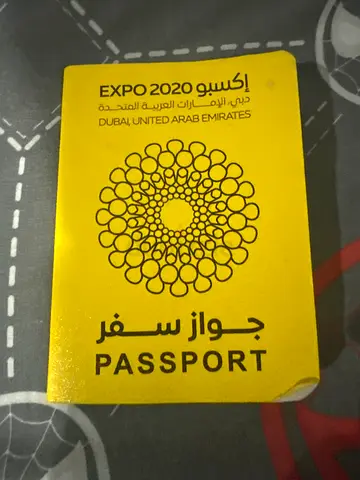 إكسبو EXPO 2020
دبي، الإمارات العربية المتحدة
DUBAI, UNITED ARAB EMIRATES
جواز سفر
PASSPORT